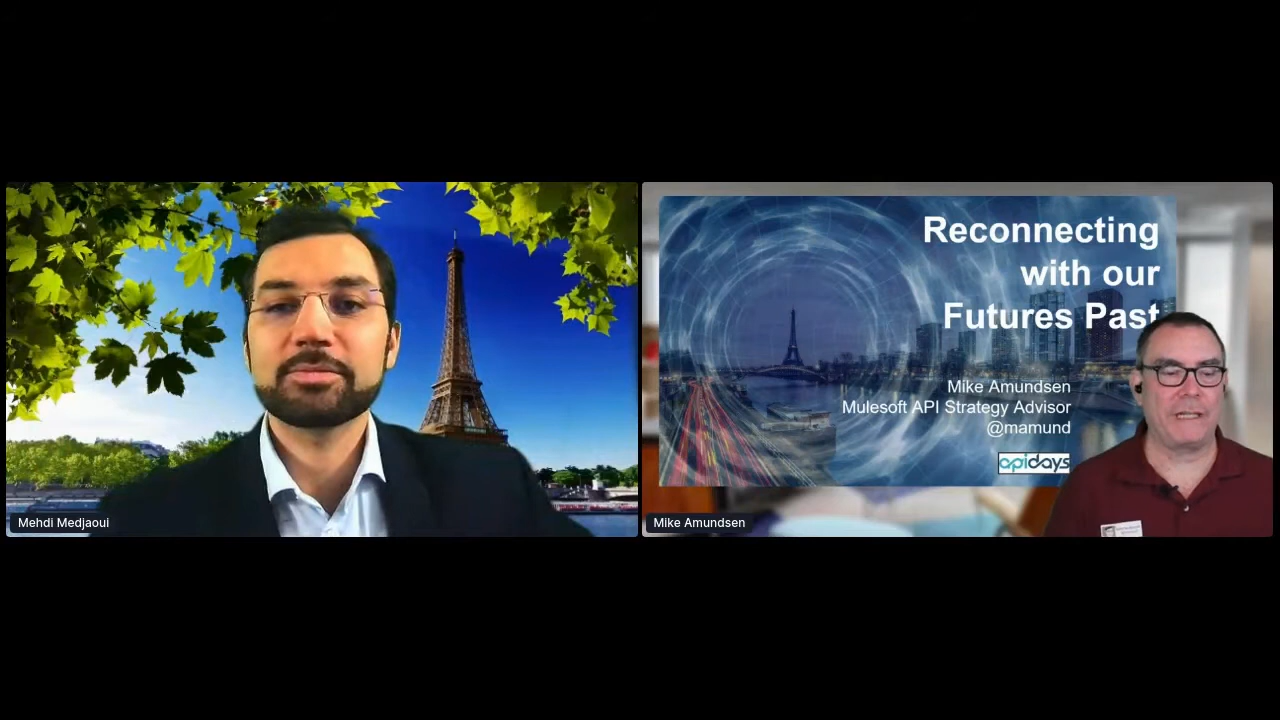 Mehdi Medjaoui
Reconnecting
with our
Futures Past
Mike Amundsen
Mulesoft API Strategy Advisor
@mamund
apidays
Mike Amundsen